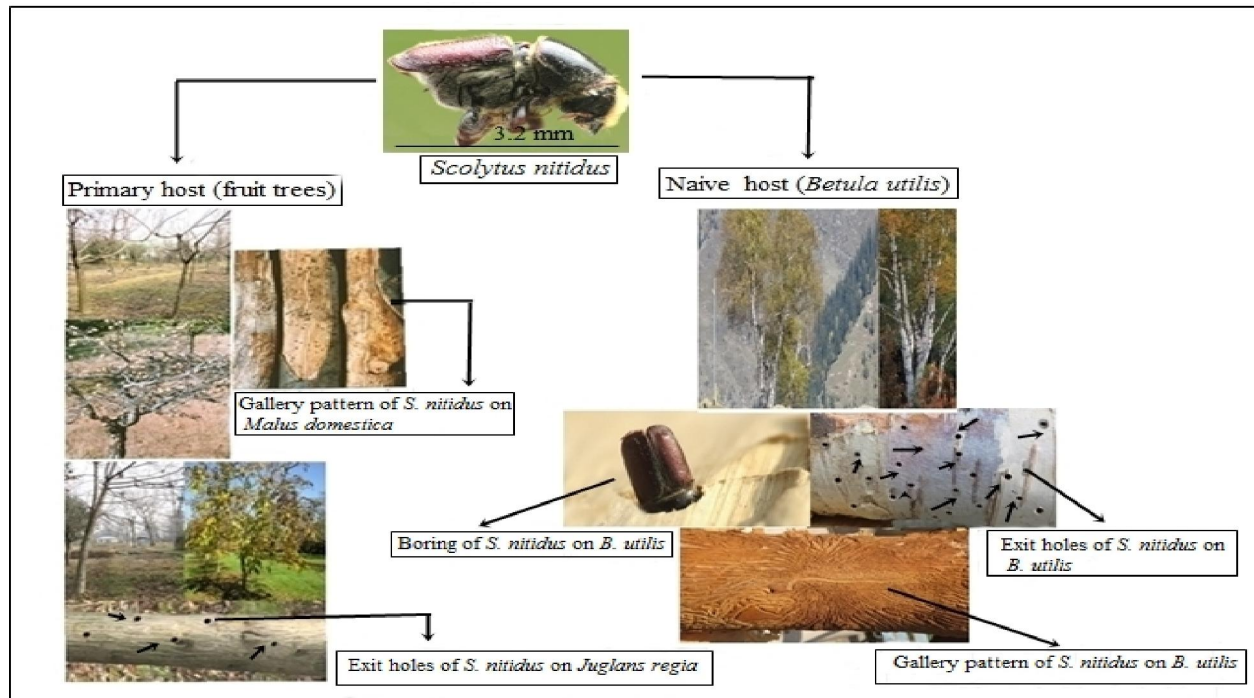 3.2 mm
Scolytus nitidus
Primary host (fruit trees)
Naive host (Betula utilis)
Gallery pattern of S. nitidus on
Malus domestica
Boring of S. nitidus on B. utilis
Exit holes of S. nitidus on
B. utilis
Exit holes of S. nitidus on Juglans regia
Gallery pattern of S. nitidus on B. utilis